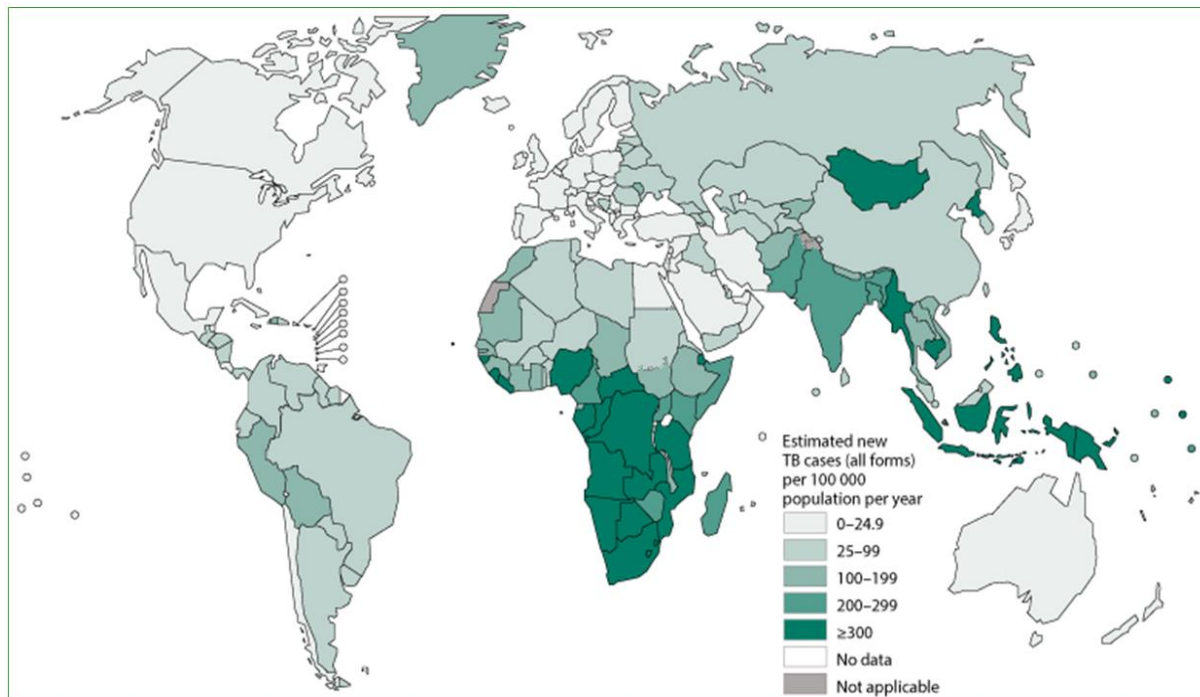 Estimated new
TB cases (all forms)
per 100 000
population per year
0–24.9
25–99
100–199
200–299
≥300
No data
Not applicable